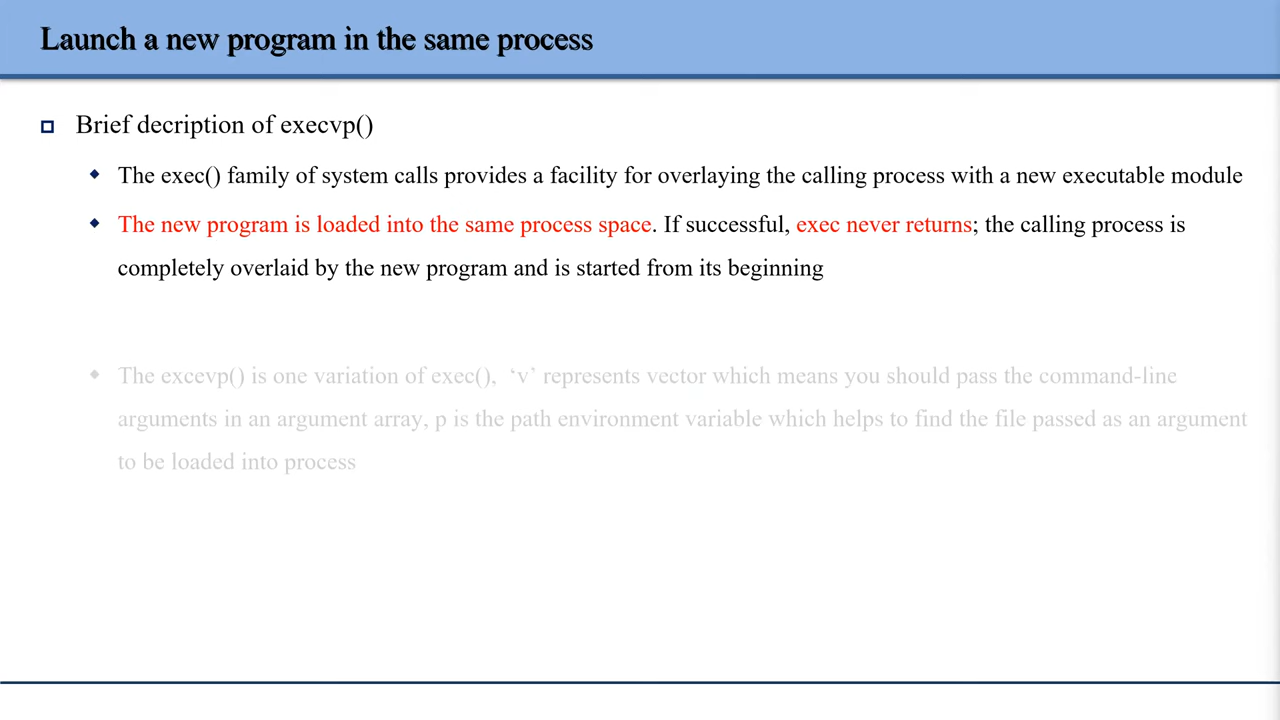 Launch a new program in the same process
Brief decription of execvp()
The exec() family of system calls provides a facility for overlaying the calling process with a new executable module
The new program is loaded into the same process space. If successful, exec never returns; the calling process is
completely overlaid by the new program and is started from its beginning
The excevp() is one variation of exec(), ‘v’ represents vector which means you should pass the command-line
arguments in an argument array, p is the path environment variable which helps to find the file passed as an argument
to be loaded into process